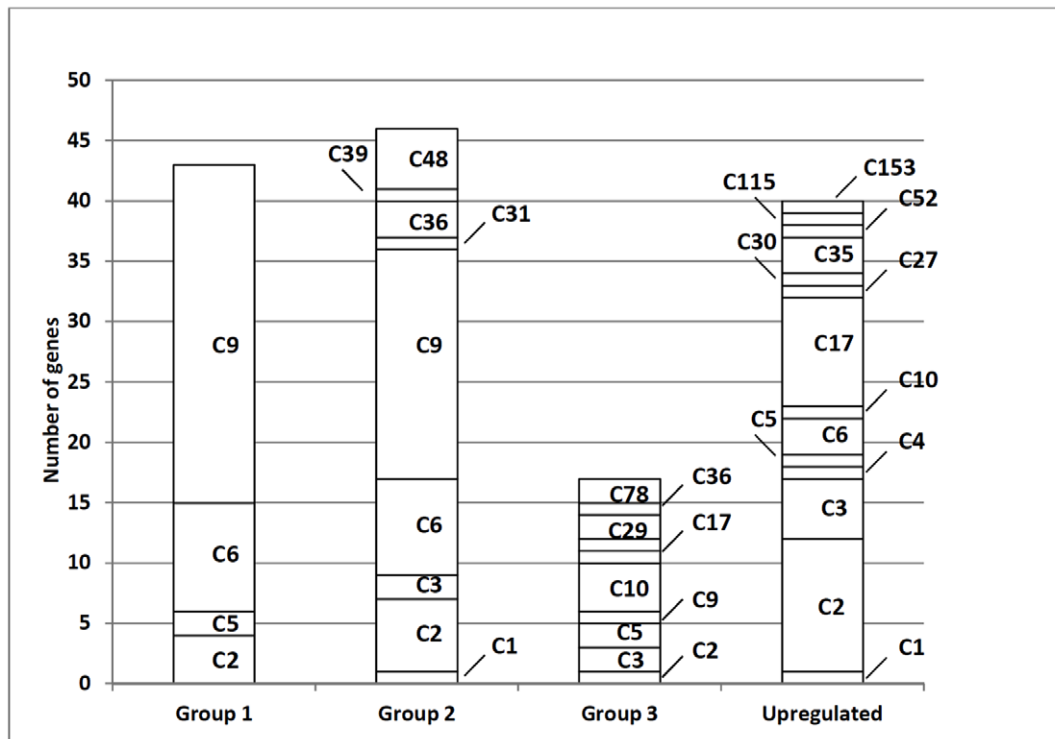 Number of genes
50
45
40
35
30
25
20
15
10
5
0
C9
C6
C5
C2
C39
C48
C36
C31
C9
C6
C3
C2
C1
C78
C36
C29
C17
C10
C9
C5
C3
C2
C153
C115
C52
C30
C35
C27
C17
C10
C5
C6
C4
C3
C2
C1
Group 1
Group 2
Group 3
Upregulated